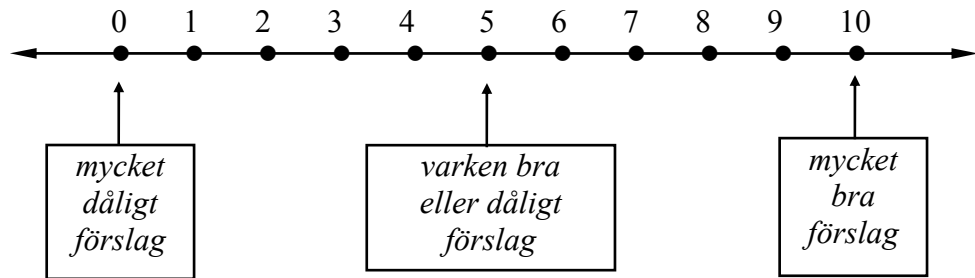 0 1 2 3 4 5 6 7 8 9 10
mycket
dåligt
förslag
varken bra
eller dåligt
förslag
mycket
bra
förslag